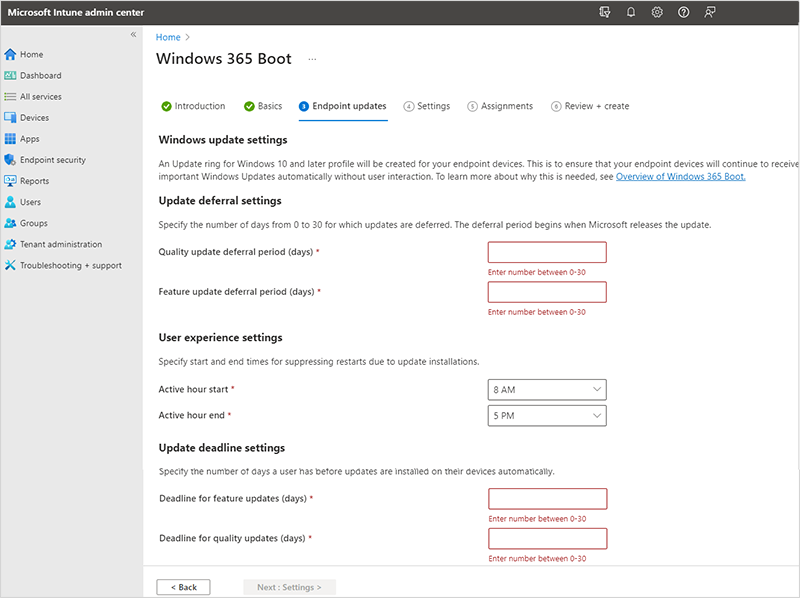 Microsoft Intune admin center
«
Home
Dashboard
All services
Devices
Apps
Endpoint security
Reports
Users
Groups
Tenant administration
Troubleshooting + support
Home >
Windows 365 Boot ...
Introduction
Basics
3 Endpoint updates
4 Settings
5 Assignments
6 Review + create
Windows update settings
An Update ring for Windows 10 and later profile will be created for your endpoint devices. This is to ensure that your endpoint devices will continue to receive
important Windows Updates automatically without user interaction. To learn more about why this is needed, see Overview of Windows 365 Boot.
Update deferral settings
Specify the number of days from 0 to 30 for which updates are deferred. The deferral period begins when Microsoft releases the update.
Quality update deferral period (days) *
Enter number between 0-30
Feature update deferral period (days) *
Enter number between 0-30
User experience settings
Specify start and end times for suppressing restarts due to update installations.
Active hour start *
8 AM
Active hour end *
5 PM
Update deadline settings
Specify the number of days a user has before updates are installed on their devices automatically.
Deadline for feature updates (days) *
Enter number between 0-30
Deadline for quality updates (days) *
Enter number between 0-30
< Back
Next : Settings >